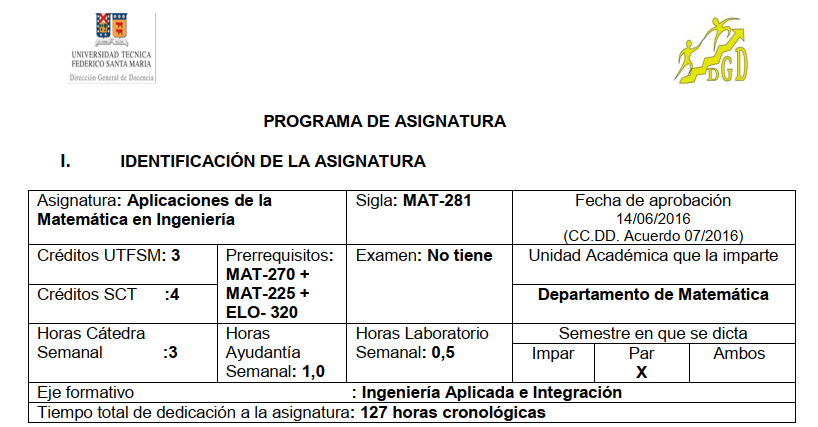 UNIVERSIDAD TECNICA
FEDERICO SANTA MARIA
Dirección General de Docencia
DGD
PROGRAMA DE ASIGNATURA
I. IDENTIFICACIÓN DE LA ASIGNATURA
Asignatura: Aplicaciones de la
Matemática en Ingeniería
Sigla: MAT-281
Fecha de aprobación
14/06/2016
(CC.DD. Acuerdo 07/2016)
Créditos UTFSM: 3
Prerrequisitos:
MAT-270 +
MAT-225 +
ELO- 320
Examen: No tiene
Unidad Académica que la imparte
Créditos SCT :4
Departamento de Matemática
Horas Cátedra
Semanal :3
Horas
Ayudantía
Semanal: 1,0
Horas Laboratorio
Semanal: 0,5
Semestre en que se dicta
Impar
Par
X
Ambos
Eje formativo : Ingeniería Aplicada e Integración
Tiempo total de dedicación a la asignatura: 127 horas cronológicas